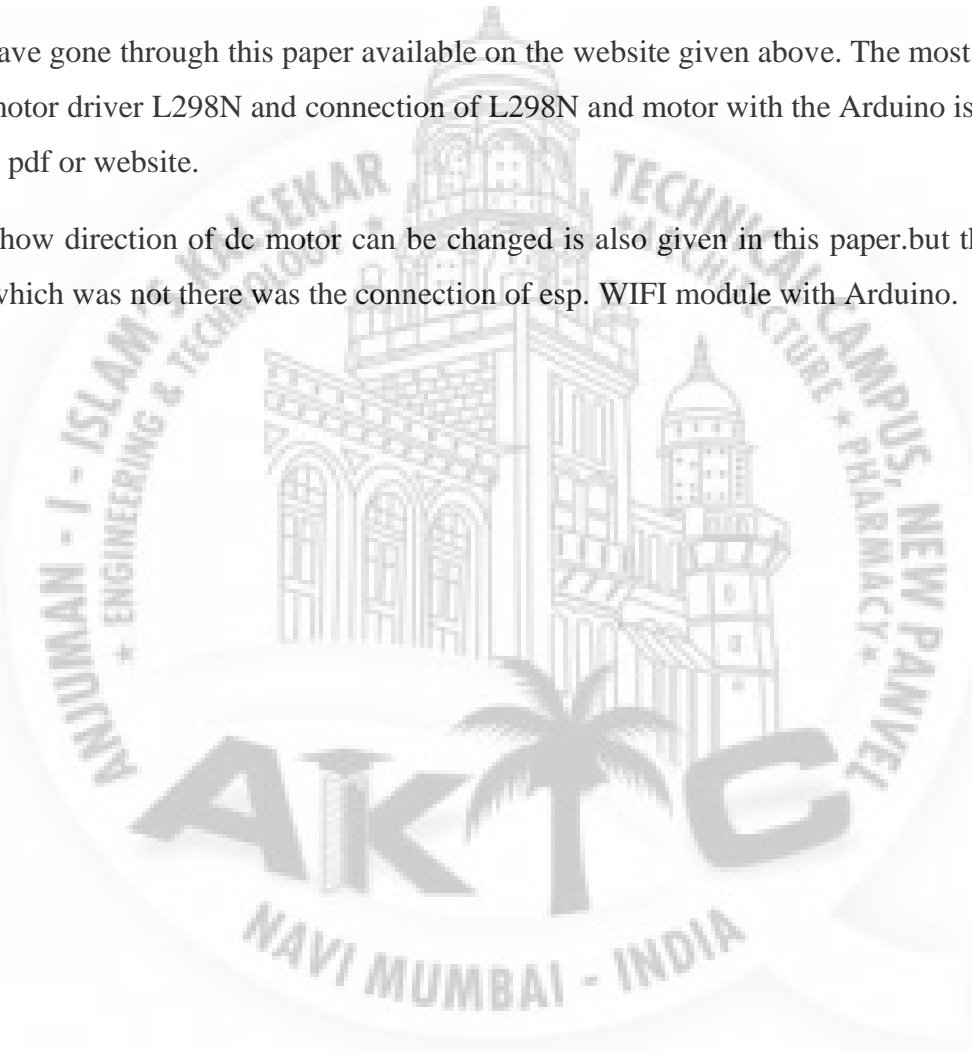 ave gone through this paper available on the website given above. The most
otor driver L298N and connection of L298N and motor with the Arduino is
pdf or website.
how direction of dc motor can be changed is also given in this paper.but th
which was not there was the connection of esp. WIFI module with Arduino.
ANJUMAN - I - ISLAM'S KALSEKAR TECHNICAL CAMPUS, NEW PANVEL
* ENGINEERING & TECHNOLOGY * ARCHITECTURE * PHARMACY *
AKTC
NAVI MUMBAI - INDIA